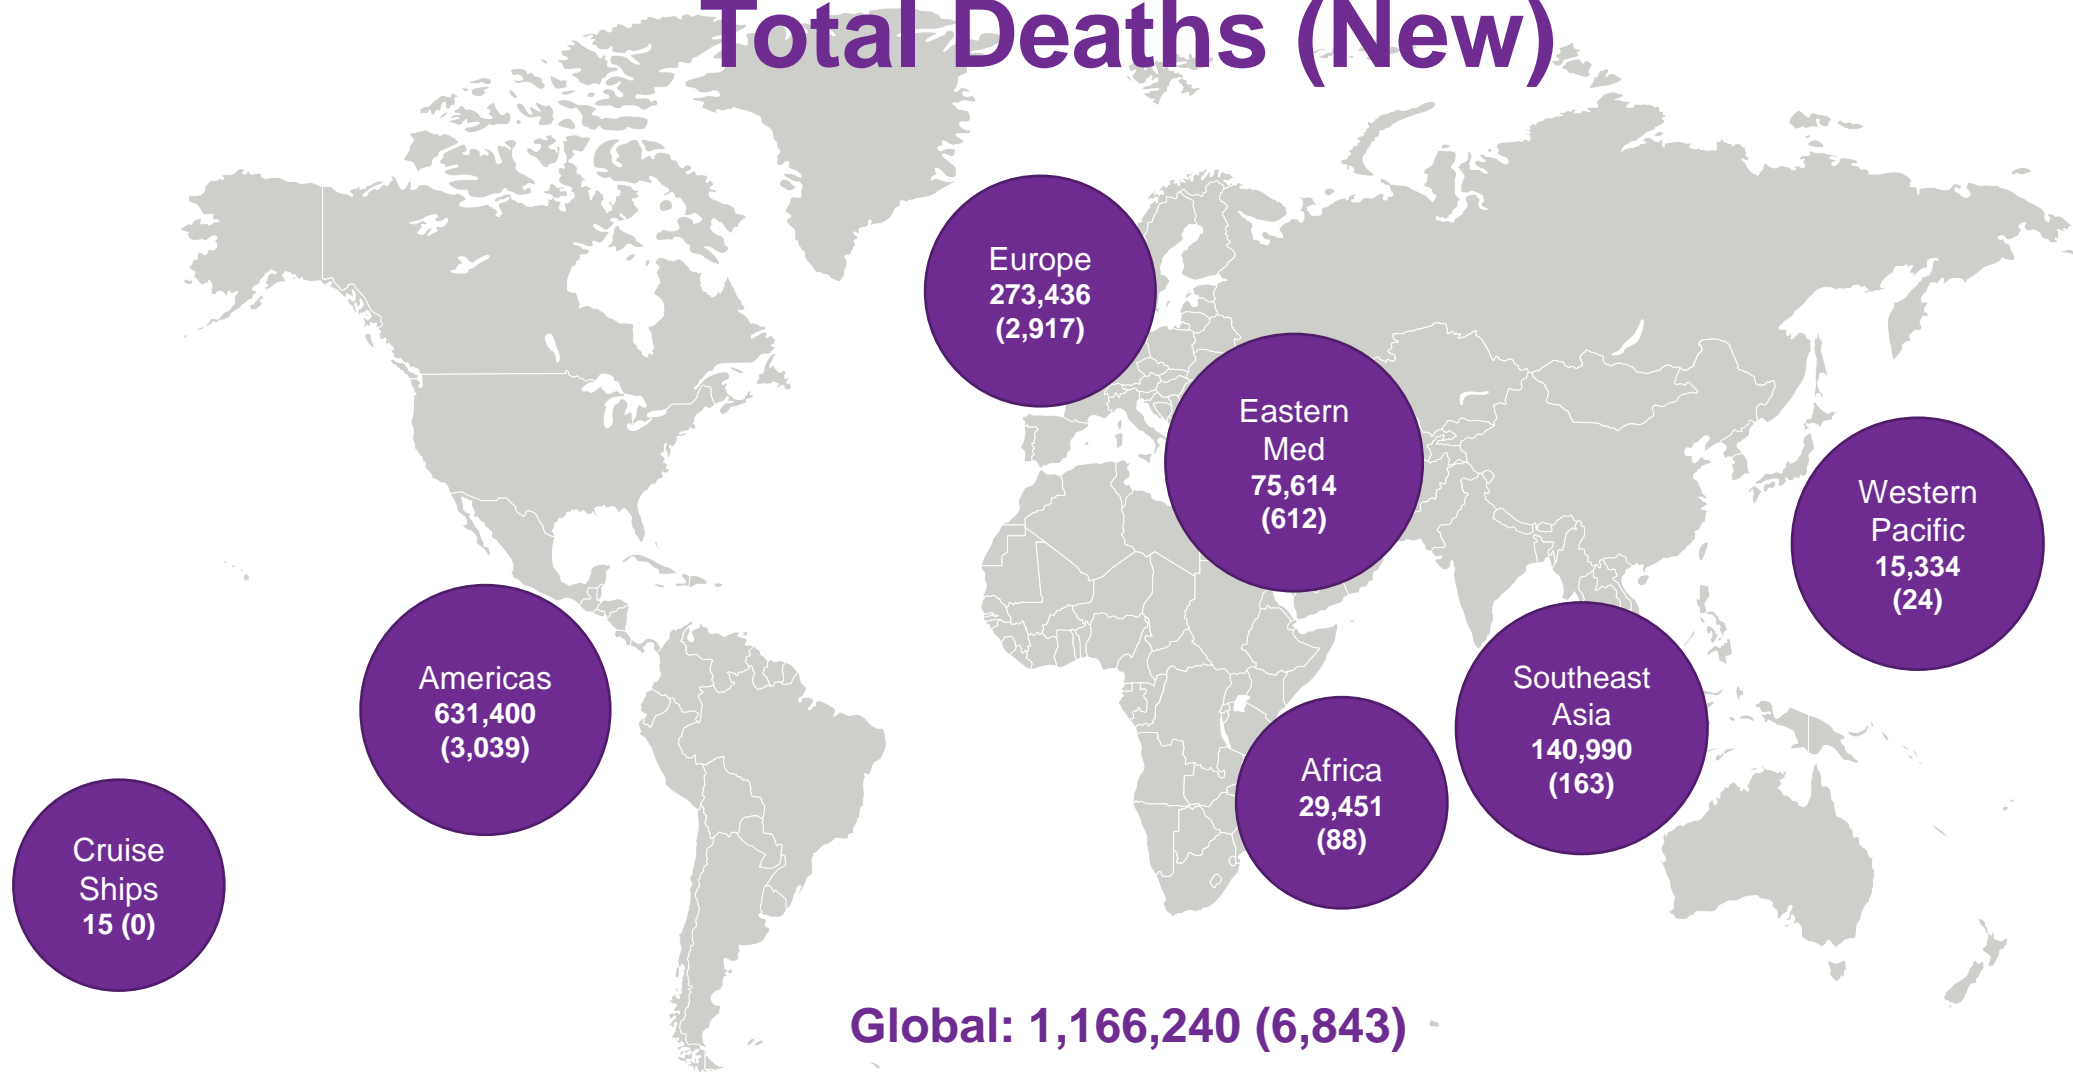 Total Deaths (New)
Europe
273,436
(2,917)
Eastern
Med
75,614
(612)
Western
Pacific
15,334
(24)
Americas
631,400
(3,039)
Southeast
Asia
140,990
(163)
Africa
29,451
(88)
Cruise
Ships
15 (0)
Global: 1,166,240 (6,843)